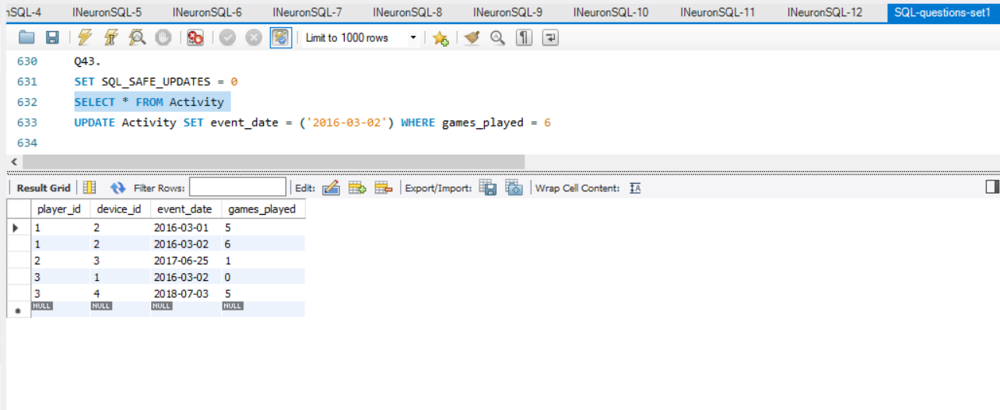 nSQL-4 INeuronSQL-5 INeuronSQL-6 INeuronSQL-7 INeuronSQL-8 INeuronSQL-9 INeuronSQL-10 INeuronSQL-11 INeuronSQL-12 SQL-questions-set1
Limit to 1000 rows
630 Q43.
631 SET SQL_SAFE_UPDATES = 0
632 SELECT * FROM Activity
633 UPDATE Activity SET event_date = ('2016-03-02') WHERE games_played = 6
634
Result Grid Filter Rows: Edit: Export/Import: Wrap Cell Content:
player_id device_id event_date games_played
1 2 2016-03-01 5
1 2 2016-03-02 6
2 3 2017-06-25 1
3 1 2016-03-02 0
3 4 2018-07-03 5
NULL NULL NULL NULL